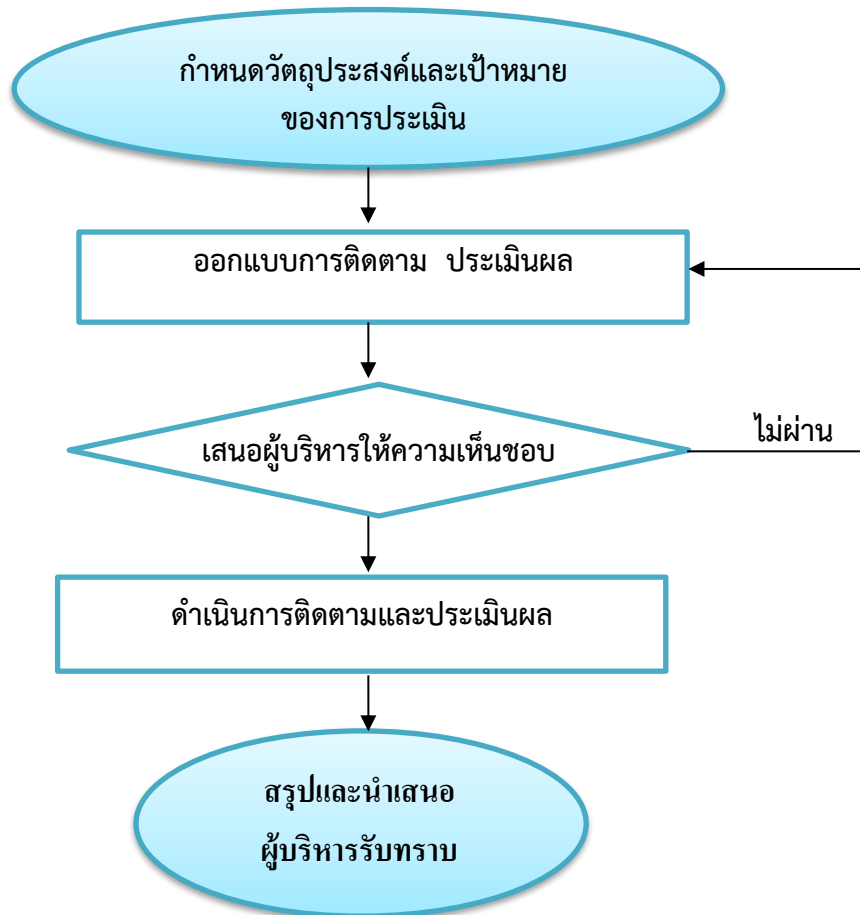 กำหนดวัตถุประสงค์และเป้าหมาย
ของการประเมิน
ออกแบบการติดตาม ประเมินผล
เสนอผู้บริหารให้ความเห็นชอบ
ไม่ผ่าน
ดำเนินการติดตามและประเมินผล
สรุปและนำเสนอ
ผู้บริหารรับทราบ